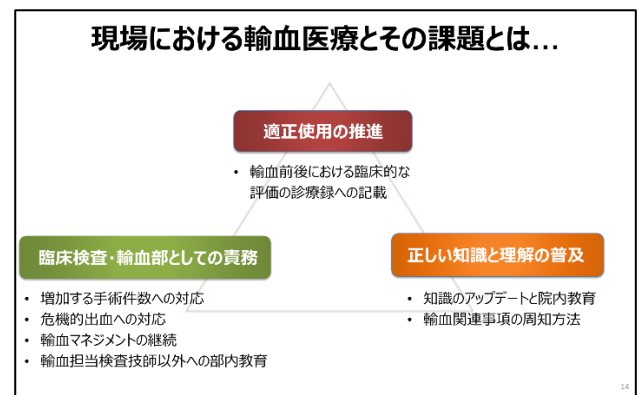 現場における輸血医療とその課題とは…
適正使用の推進
• 輸血前後における臨床的な
評価の診療録への記載
臨床検査・輸血部としての責務
• 増加する手術件数への対応
• 危機的出血への対応
• 輸血マネジメントの継続
• 輸血担当検査技師以外への部内教育
正しい知識と理解の普及
• 知識のアップデートと院内教育
• 輸血関連事項の周知方法
14